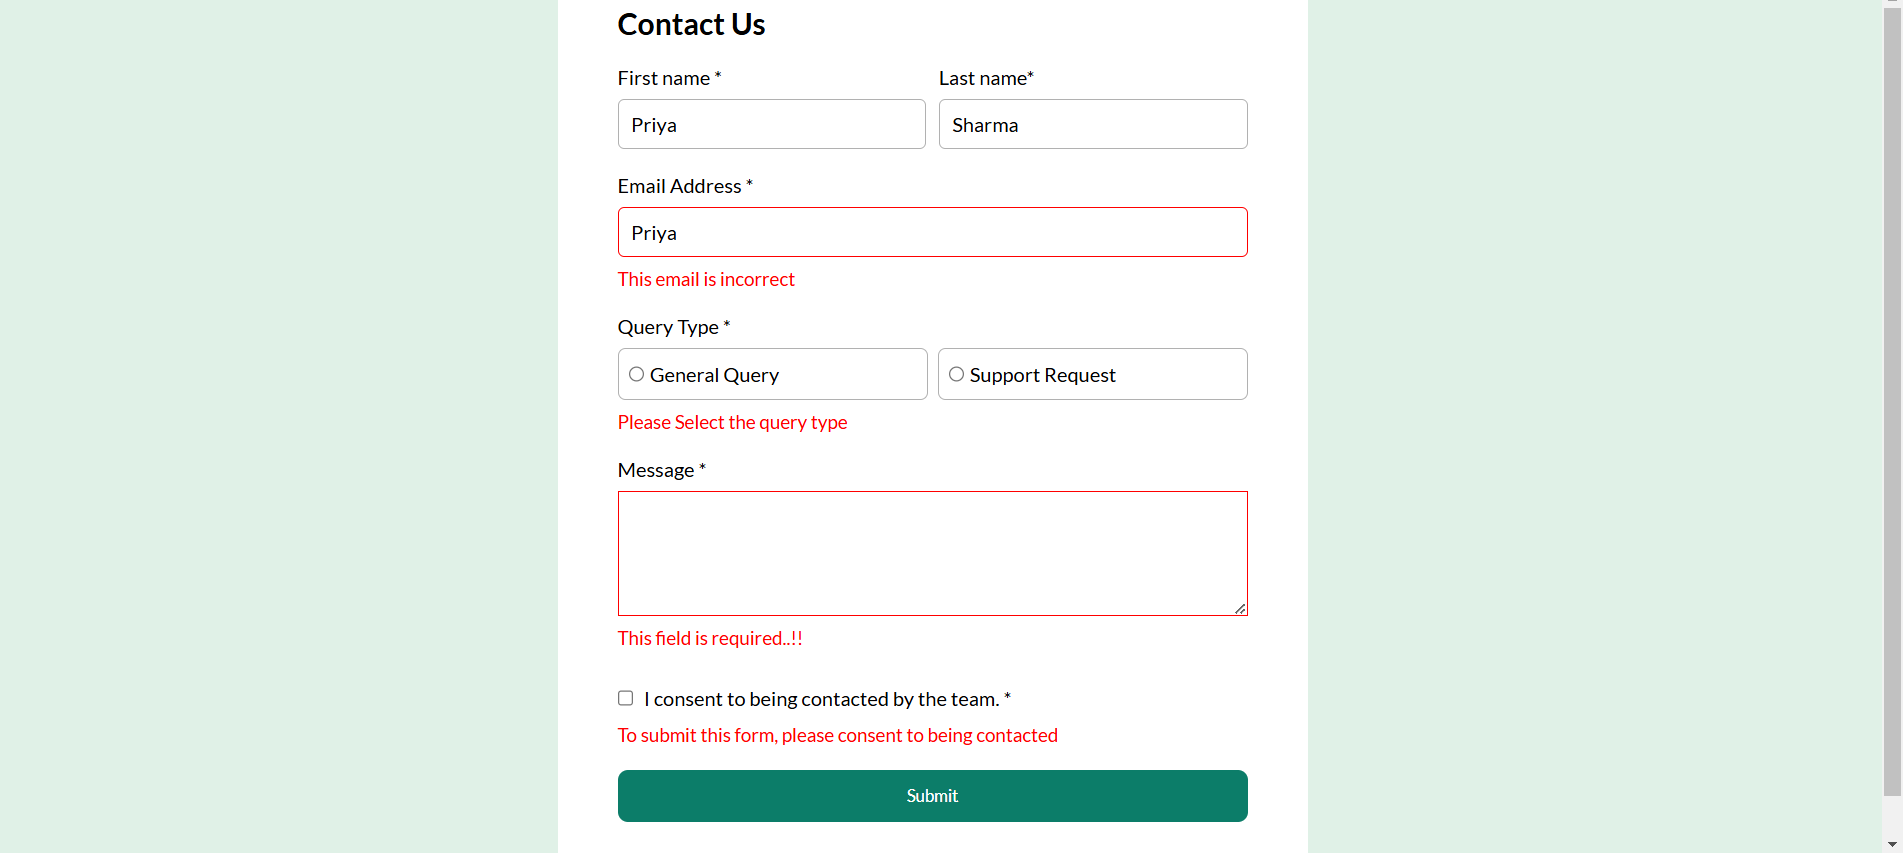 Contact Us
First name * Last name*
Priya Sharma
Email Address *
Priya
This email is incorrect
Query Type *
General Query Support Request
Please Select the query type
Message *
This field is required..!!
I consent to being contacted by the team. *
To submit this form, please consent to being contacted
Submit